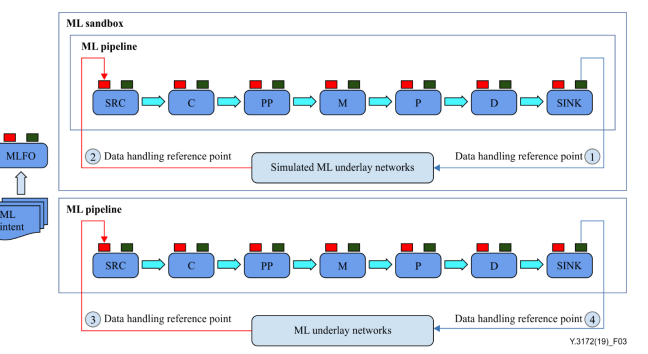 ML sandbox
ML pipeline
SRC
C
PP
M
P
D
SINK
2 Data handling reference point
Simulated ML underlay networks
Data handling reference point 1
MLFO
ML
intent
ML pipeline
SRC
C
PP
M
P
D
SINK
3 Data handling reference point
ML underlay networks
Data handling reference point 4
Y.3172(19)_F03